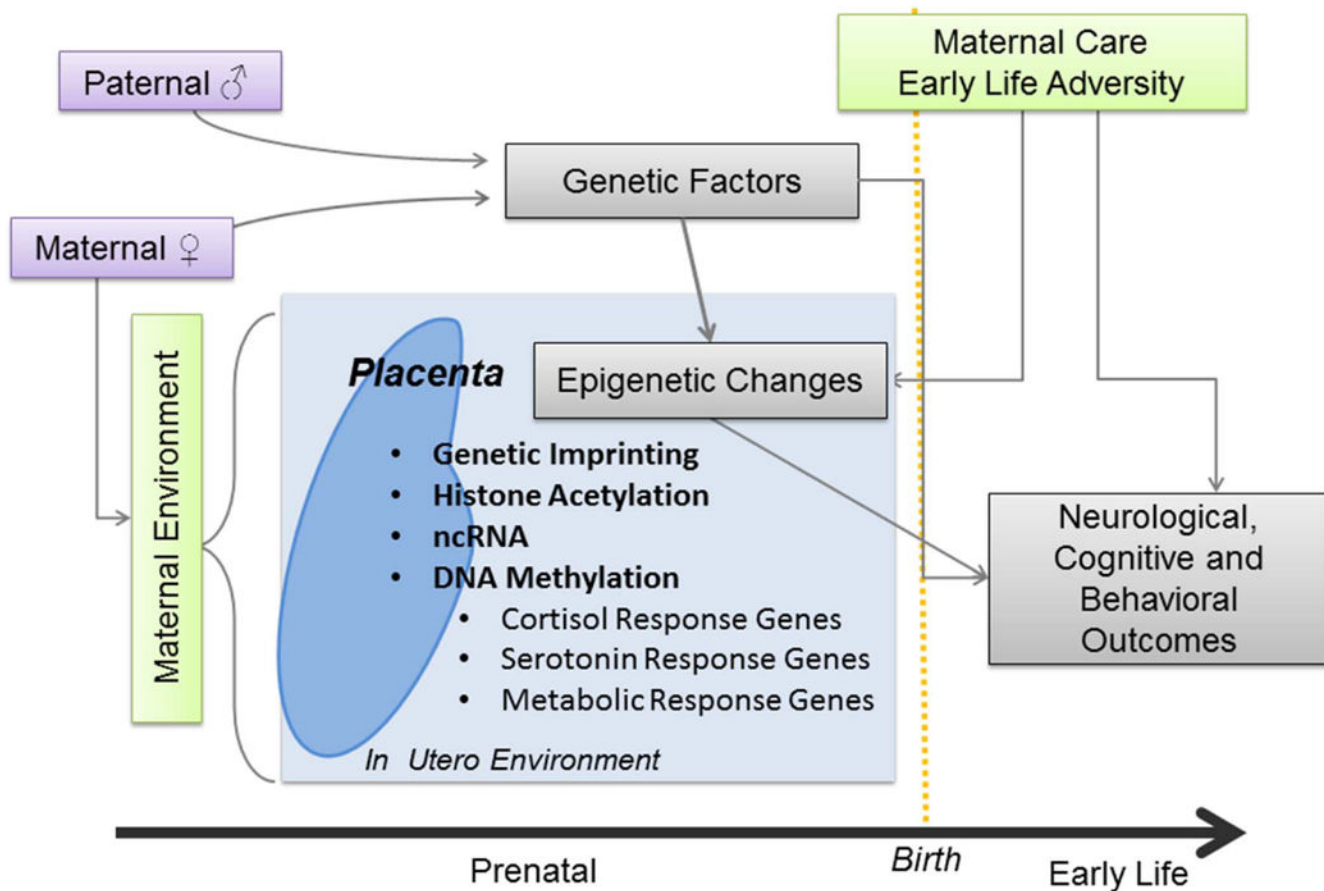 Paternal ♂
Maternal Care
Early Life Adversity
Genetic Factors
Maternal ♀
Maternal Environment
Placenta
Epigenetic Changes
• Genetic Imprinting
• Histone Acetylation
• ncRNA
• DNA Methylation
• Cortisol Response Genes
• Serotonin Response Genes
• Metabolic Response Genes
In Utero Environment
Neurological,
Cognitive and
Behavioral
Outcomes
Prenatal
Birth
Early Life